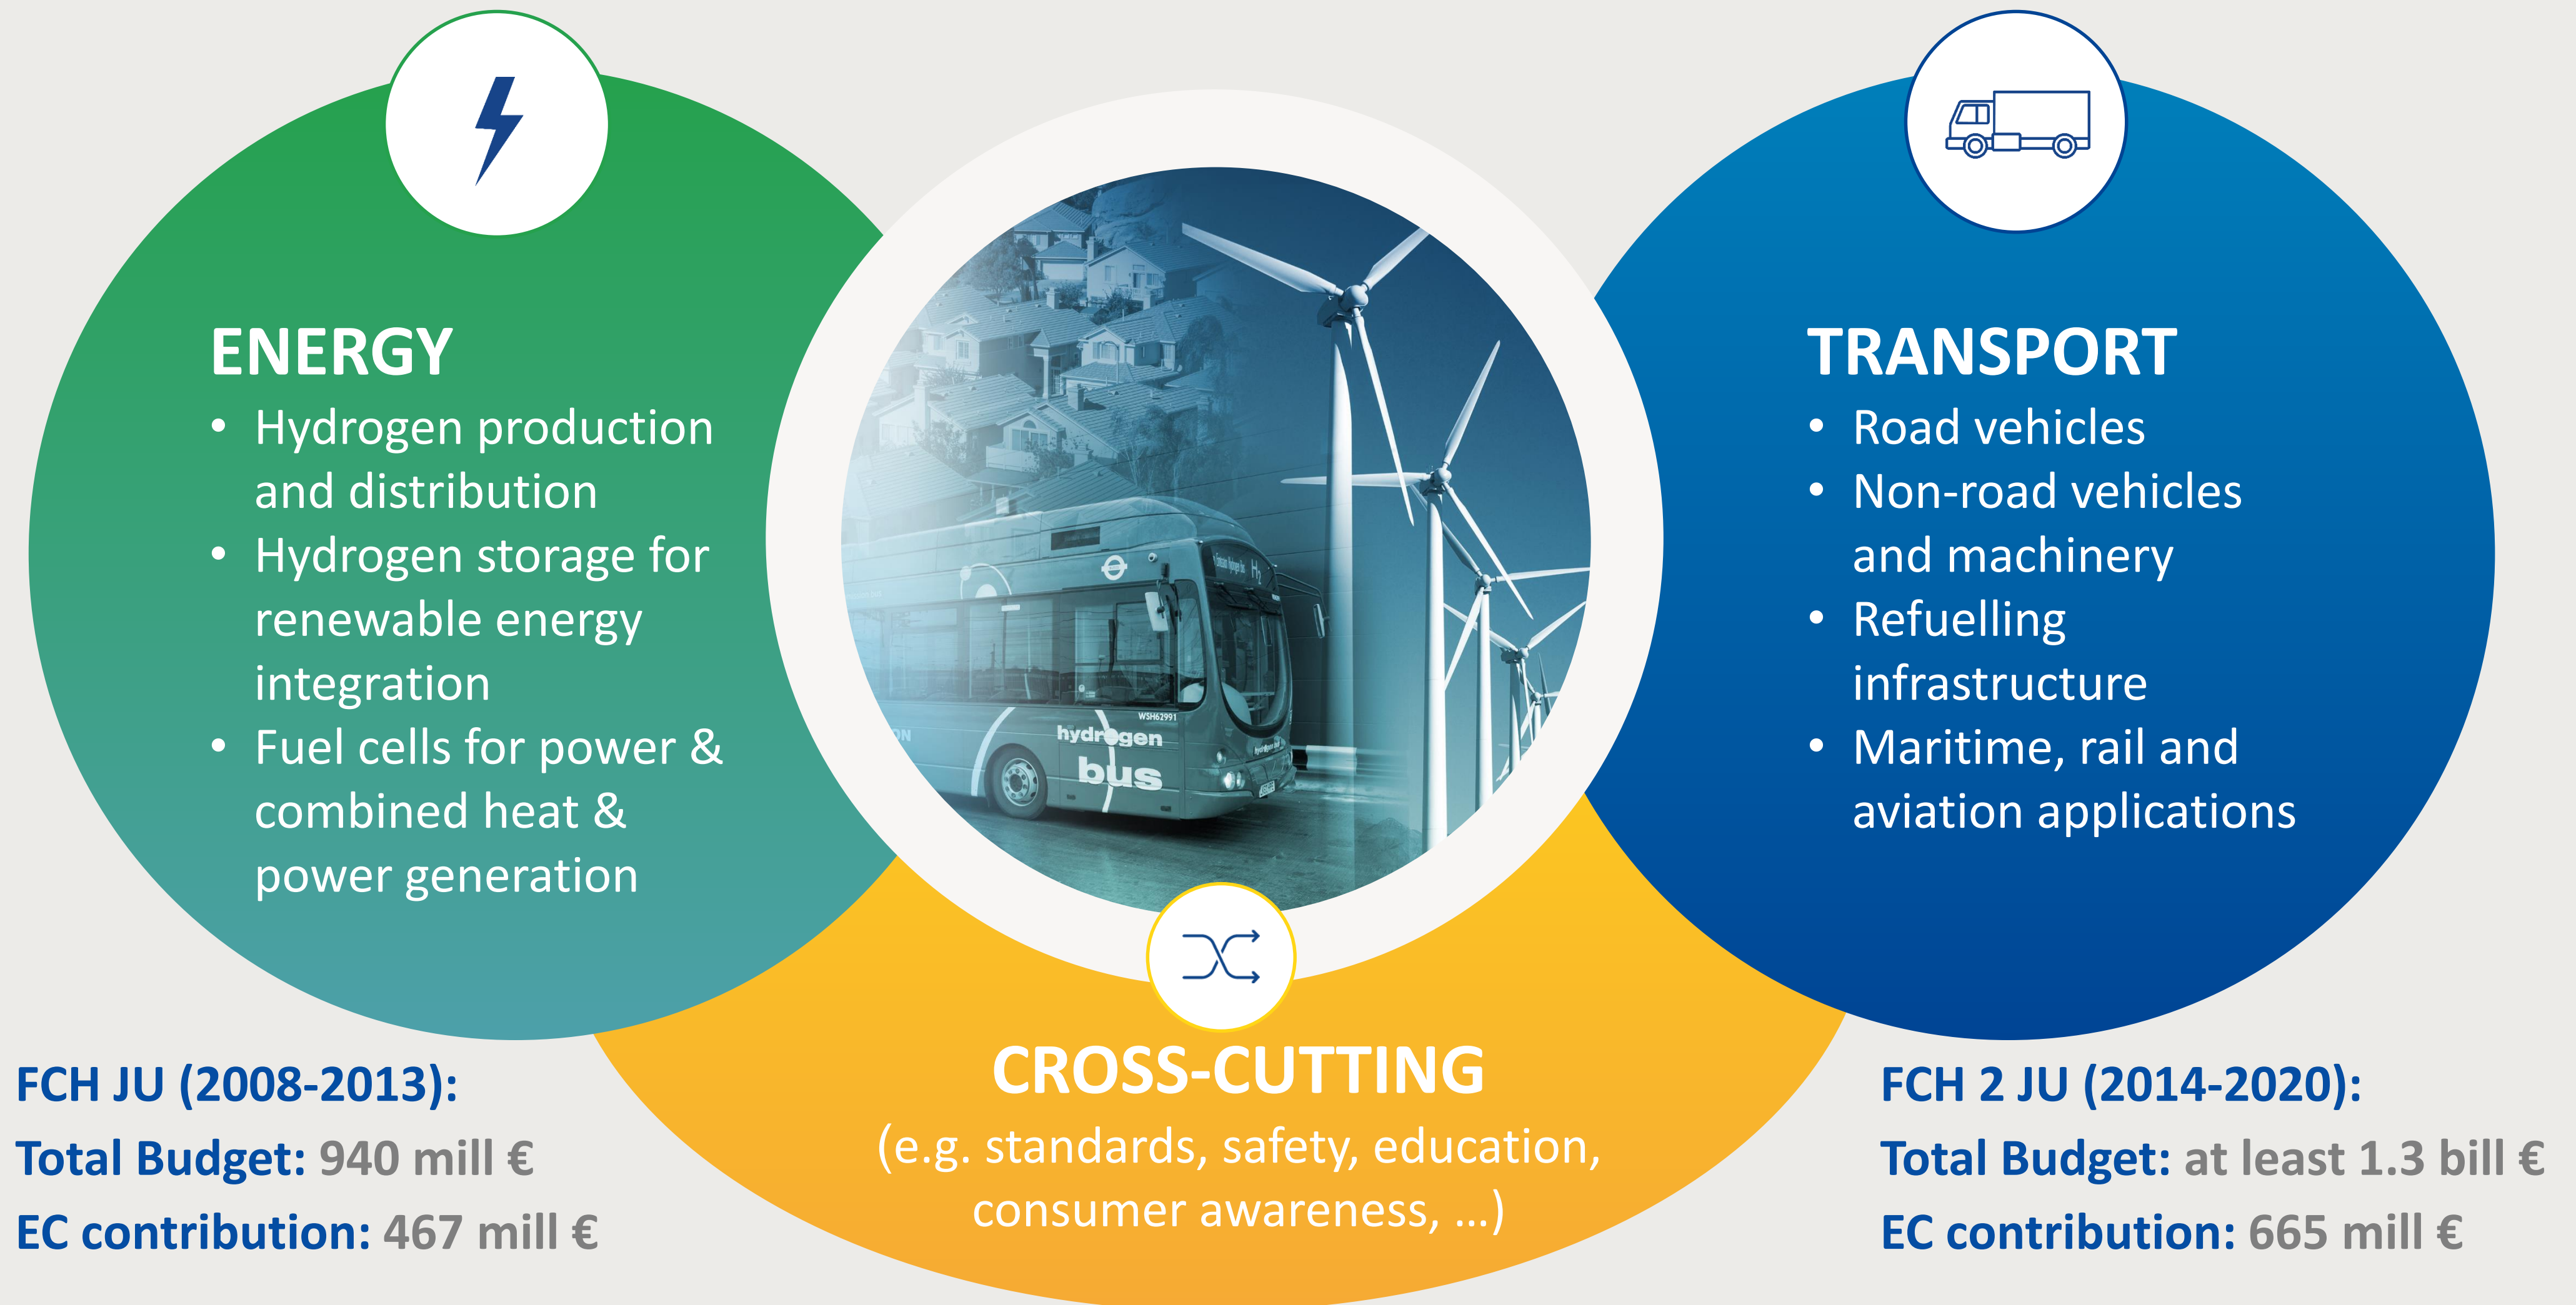 ENERGY
• Hydrogen production
and distribution
• Hydrogen storage for
renewable energy
integration
• Fuel cells for power &
combined heat &
power generation
H2
WSH62991
hydrogen
bus
TRANSPORT
• Road vehicles
• Non-road vehicles
and machinery
• Refuelling
infrastructure
• Maritime, rail and
aviation applications
CROSS-CUTTING
(e.g. standards, safety, education,
consumer awareness, ...)
FCH JU (2008-2013):
Total Budget: 940 mill €
EC contribution: 467 mill €
FCH 2 JU (2014-2020):
Total Budget: at least 1.3 bill €
EC contribution: 665 mill €